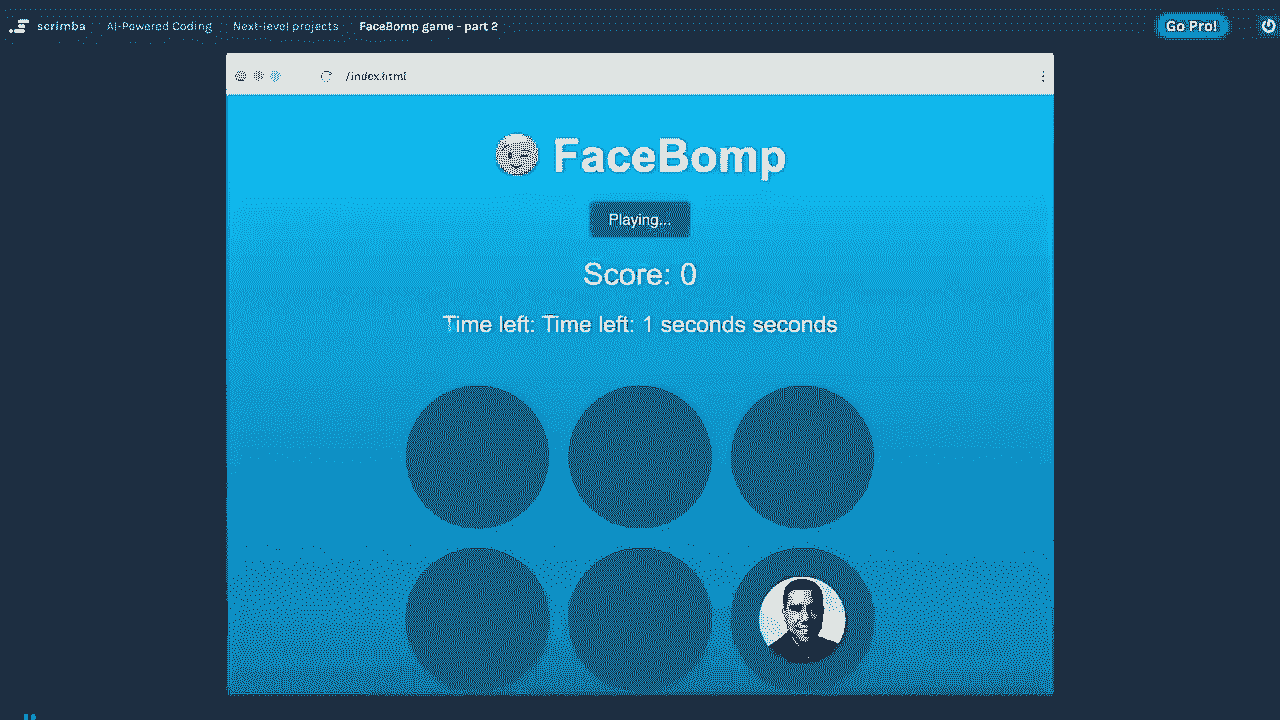 scrimba AI-Powered Coding Next-level projects FaceBomp game - part 2 Go Pro!
/index.html
FaceBomp
Playing...
Score: 0
Time left: Time left: 1 seconds seconds